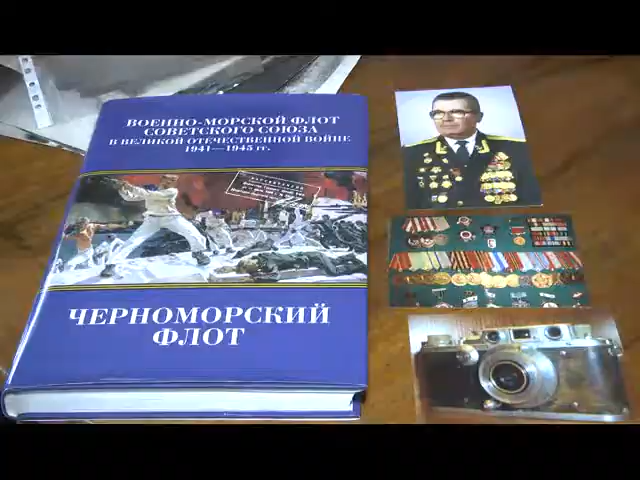 ВОЕННО-МОРСКОЙ ФЛОТ
СОВЕТСКОГО СОЮЗА
В ВЕЛИКОЙ ОТЕЧЕСТВЕННОЙ ВОЙНЕ
1941—1945 гг.
ЧЕРНОМОРСКИЙ
ФЛОТ